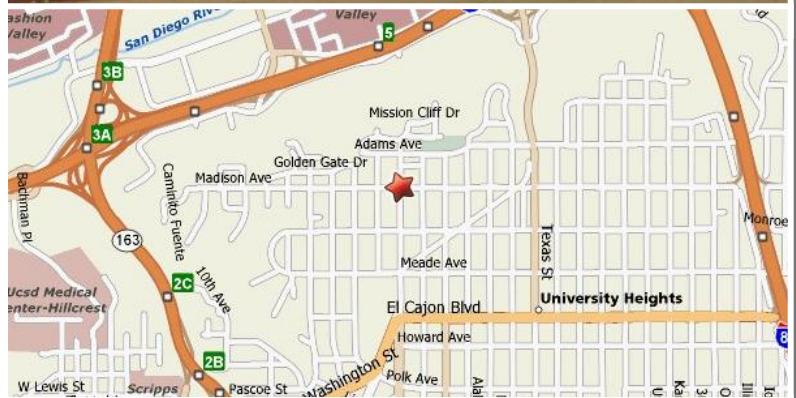 ashion
Valley
Valley
San Diego River
5
3B
3A
Mission Cliff Dr
Adams Ave
Golden Gate Dr
Madison Ave
Caminito Fuente
Bachman Pl
163
Monroe
Texas St
Meade Ave
10th Ave
2C
Ucsd Medical
enter-Hillcrest
El Cajon Blvd
University Heights
Howard Ave
8
2B
Washington St
Polk Ave
W Lewis St
Scripps
Pascoe St